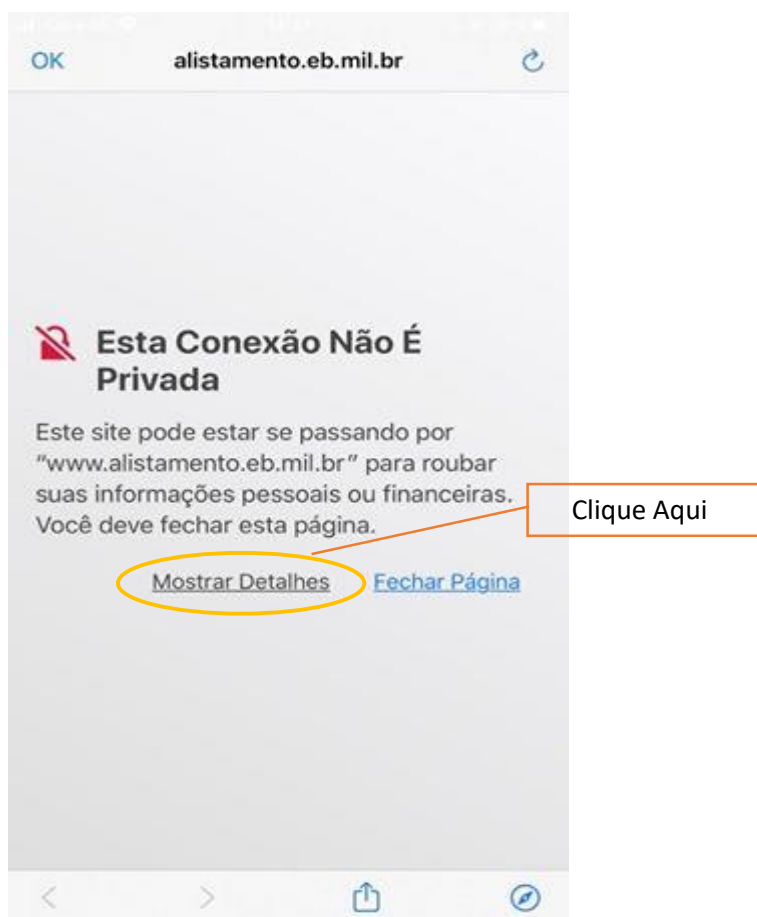 OK alistamento.eb.mil.br
Esta Conexão Não É
Privada
Este site pode estar se passando por
"www.alistamento.eb.mil.br" para roubar
suas informações pessoais ou financeiras.
Você deve fechar esta página.
Clique Aqui
Mostrar Detalhes Fechar Página